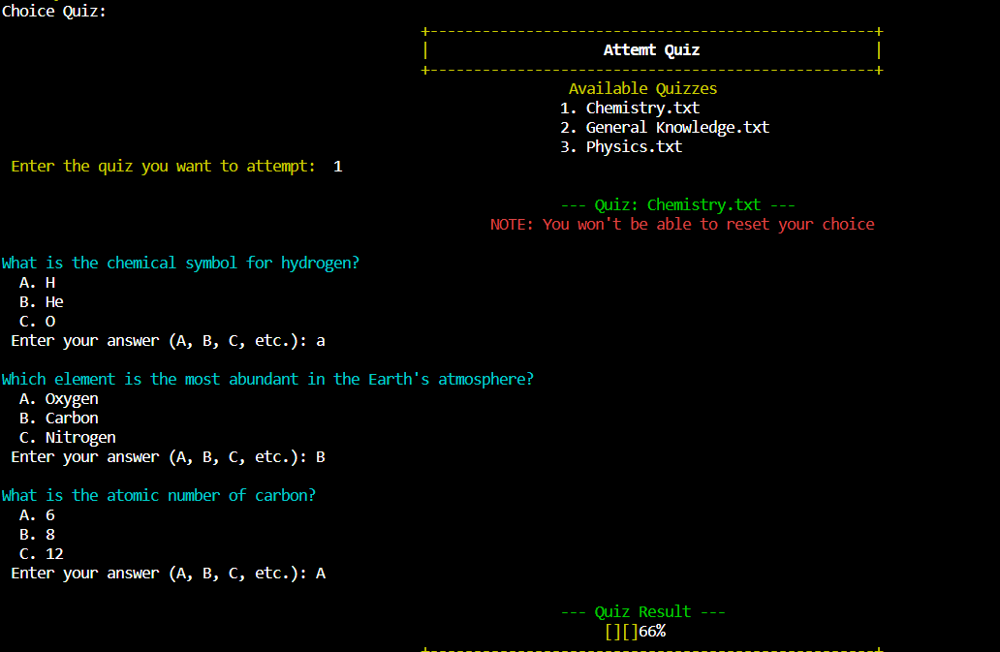 Choice Quiz:
+---------------------------------------------------+
| Attemt Quiz |
+---------------------------------------------------+
Available Quizzes
1. Chemistry.txt
2. General Knowledge.txt
3. Physics.txt
Enter the quiz you want to attempt: 1
--- Quiz: Chemistry.txt ---
NOTE: You won't be able to reset your choice
What is the chemical symbol for hydrogen?
A. H
B. He
C. O
Enter your answer (A, B, C, etc.): a
Which element is the most abundant in the Earth's atmosphere?
A. Oxygen
B. Carbon
C. Nitrogen
Enter your answer (A, B, C, etc.): B
What is the atomic number of carbon?
A. 6
B. 8
C. 12
Enter your answer (A, B, C, etc.): A
--- Quiz Result ---
[][]66%
+---------------------------------------------------+